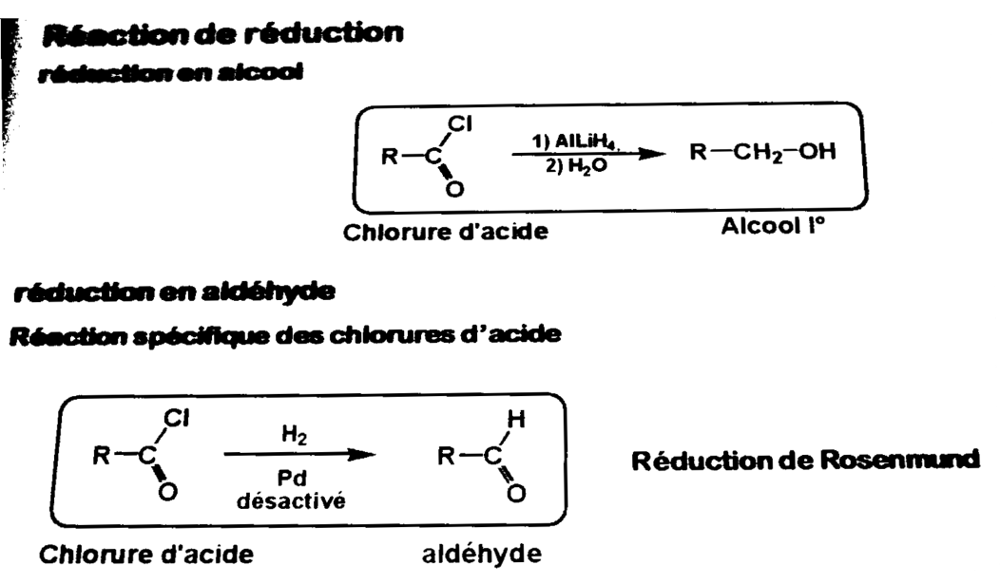 Réaction de réduction
réduction en alcool
Cl
R—C
O
1) AlLiH₄.
2) H₂O
R—CH₂—OH
Chlorure d'acide
Alcool I°
réduction en aldéhyde
Réaction spécifique des chlorures d'acide
Cl
R—C
O
H₂
Pd
désactivé
H
R—C
O
Réduction de Rosenmund
Chlorure d'acide
aldéhyde